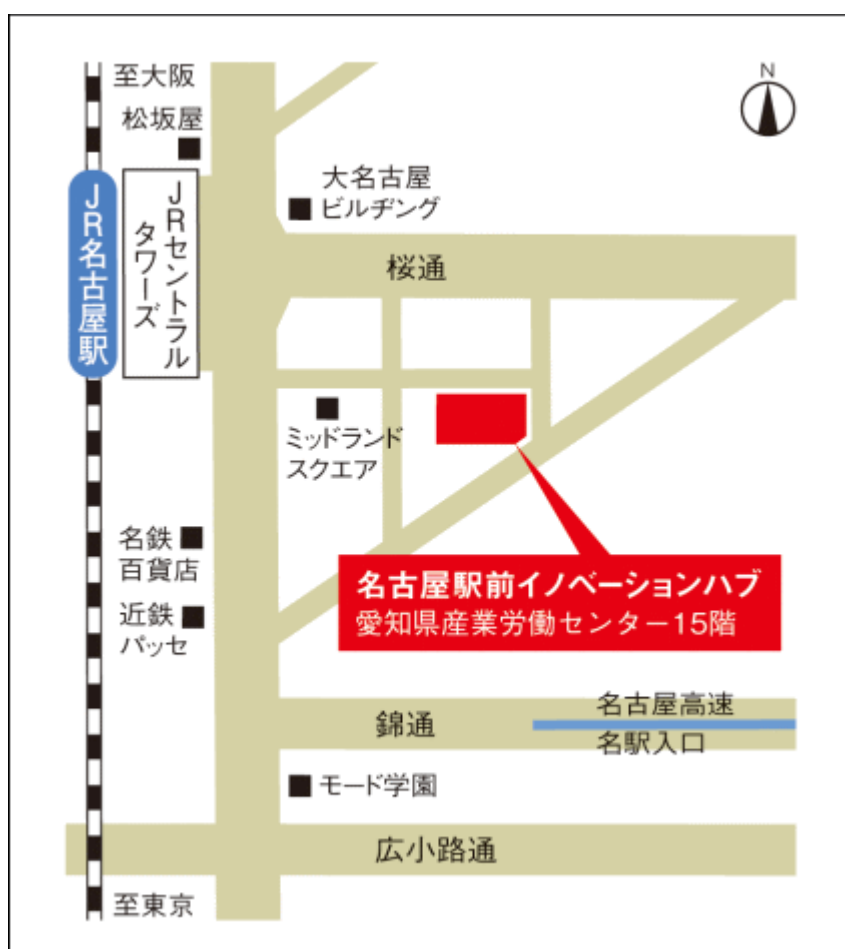 至大阪
松坂屋
N
JR名古屋駅
JRセントラル
タワーズ
大名古屋
ビルヂング
桜通
ミッドランド
スクエア
名鉄
百貨店
近鉄
パッセ
名古屋駅前イノベーションハブ
愛知県産業労働センター15階
錦通
名古屋高速
名駅入口
モード学園
広小路通
至東京